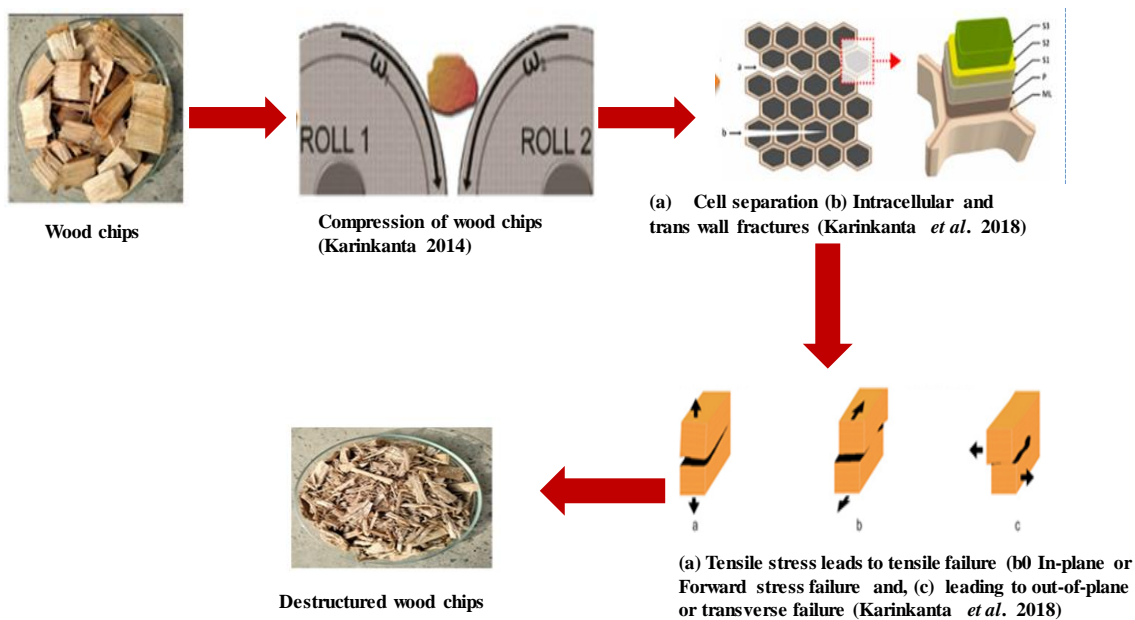 Wood chips
ω1
ω2
ROLL 1
ROLL 2
Compression of wood chips
(Karinkanta 2014)
a
b
S3
S2
S1
P
ML
(a) Cell separation (b) Intracellular and
trans wall fractures (Karinkanta et al. 2018)
a
b
c
(a) Tensile stress leads to tensile failure (b0 In-plane or
Forward stress failure and, (c) leading to out-of-plane
or transverse failure (Karinkanta et al. 2018)
Destructured wood chips